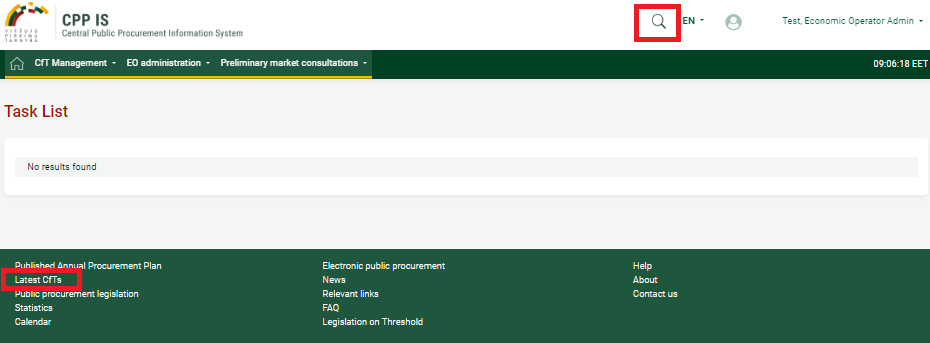 VIEŠŲJŲ
PIRKIMŲ
TARNYBA
CPP IS
Central Public Procurement Information System
EN
Test, Economic Operator Admin
CfT Management
EO administration
Preliminary market consultations
09:06:18 EET
Task List
No results found
Published Annual Procurement Plan
Latest CfTs
Public procurement legislation
Statistics
Calendar
Electronic public procurement
News
Relevant links
FAQ
Legislation on Threshold
Help
About
Contact us